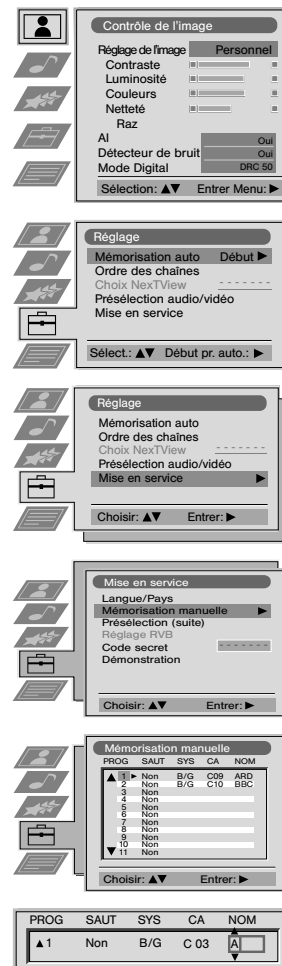 Contrôle de l'image
Réglage de l'image Personnel
Contraste
Luminosité
Couleurs
Netteté
Raz
AI Oui
Détecteur de bruit Oui
Mode Digital DRC 50
Sélection: ▲▼ Entrer Menu: ▶
Réglage
Mémorisation auto Début ▶
Ordre des chaînes
Choix NexTView - - - - - - -
Présélection audio/vidéo
Mise en service
Sélect.: ▲▼ Début pr. auto.: ▶
Réglage
Mémorisation auto
Ordre des chaînes
Choix NexTView - - - - - - -
Présélection audio/vidéo
Mise en service ▶
Choisir: ▲▼ Entrer: ▶
Mise en service
Langue/Pays
Mémorisation manuelle ▶
Présélection (suite)
Réglage RVB
Code secret - - - - - - -
Démonstration
Choisir: ▲▼ Entrer: ▶
Mémorisation manuelle
PROG SAUT SYS CA NOM
▲ 1 ▶ Non B/G C09 ARD
2 Non B/G C10 BBC
3 Non
4 Non
5 Non
6 Non
7 Non
8 Non
9 Non
10 Non
▼ 11 Non
Choisir: ▲▼ Entrer: ▶
PROG SAUT SYS CA NOM
▲ 1 Non B/G C 03 A